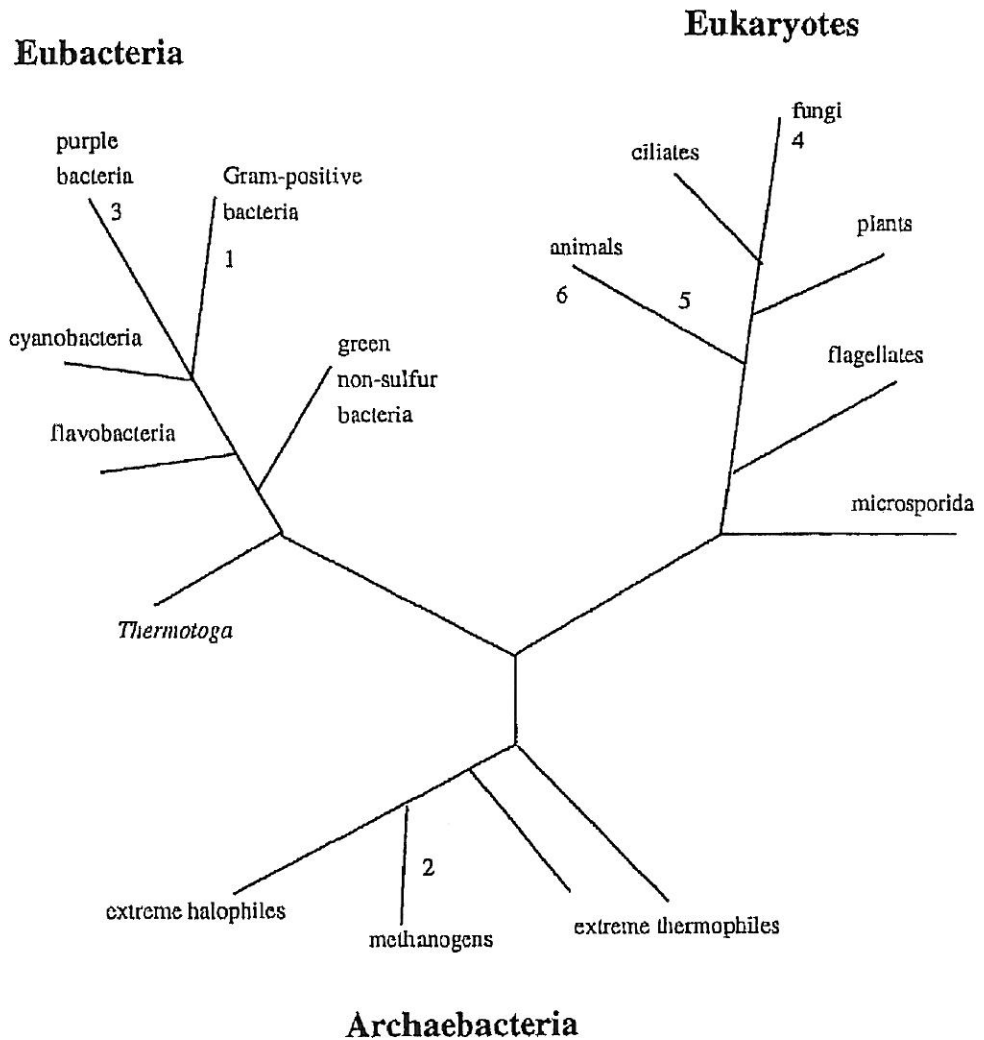 Eukaryotes
Eubacteria
fungi
4
purple
bacteria
3
ciliates
Gram-positive
bacteria
1
plants
animals
6
5
cyanobacteria
green
non-sulfur
bacteria
flagellates
flavobacteria
microsporida
Thermotoga
2
extreme halophiles
methanogens
extreme thermophiles
Archaebacteria